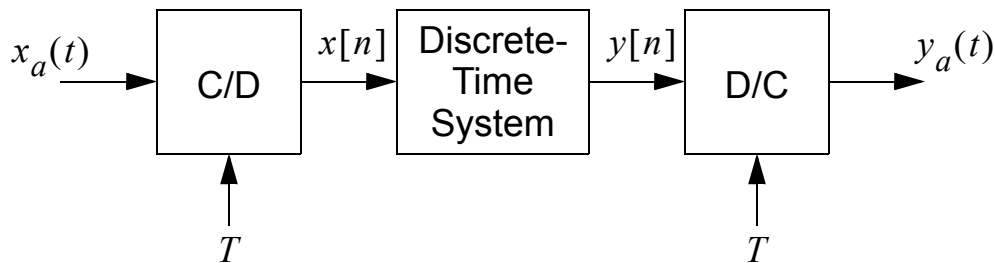 x_a(t)
C/D
x[n]
Discrete-
Time
System
y[n]
D/C
y_a(t)
T
T